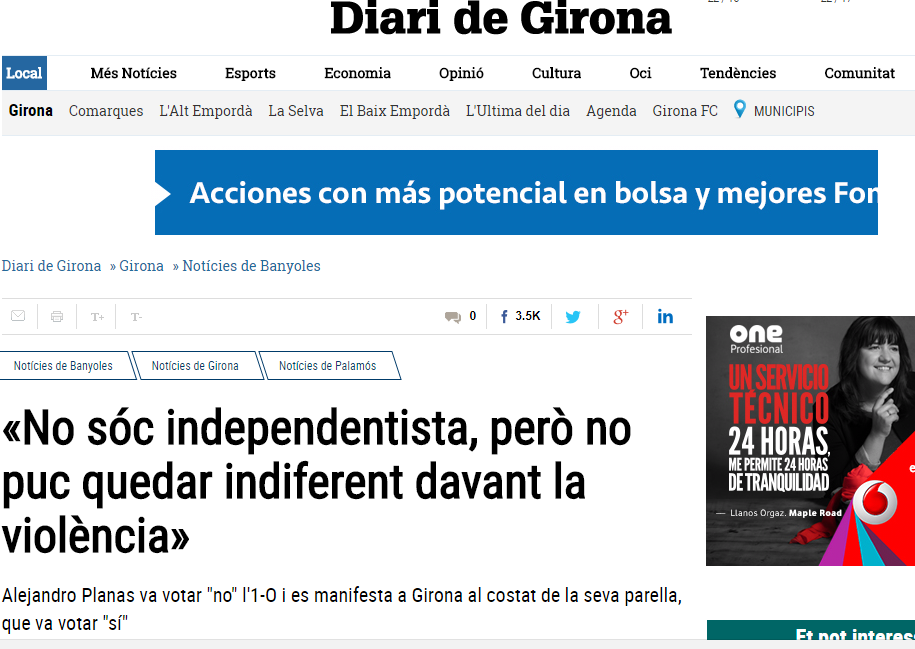 Diari de Girona
Local Més Notícies Esports Economia Opinió Cultura Oci Tendències Comunitat
Girona Comarques L'Alt Empordà La Selva El Baix Empordà L'Ultima del dia Agenda Girona FC MUNICIPIS
Acciones con más potencial en bolsa y mejores Fon
Diari de Girona » Girona » Notícies de Banyoles
T+ T- 0 3.5K
Notícies de Banyoles Notícies de Girona Notícies de Palamós
«No sóc independentista, però no
puc quedar indiferent davant la
violència»
Alejandro Planas va votar "no" l'1-O i es manifesta a Girona al costat de la seva parella,
que va votar "sí"
one
Profesional
UN SERVICIO
TÉCNICO
24 HORAS,
ME PERMITE 24 HORAS
DE TRANQUILIDAD
— Llanos Orgaz. Maple Road
Et pot interess